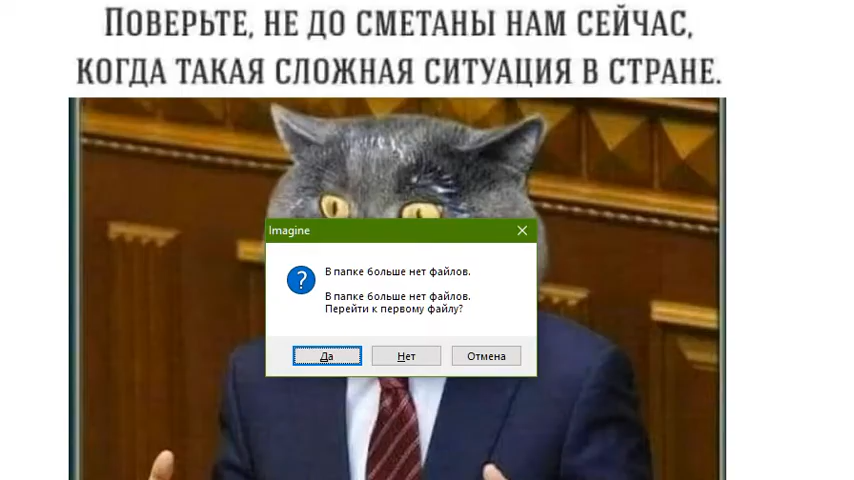 Поверьте, не до сметаны нам сейчас,
когда такая сложная ситуация в стране.
Imagine
В папке больше нет файлов.
В папке больше нет файлов.
Перейти к первому файлу?
Да
Нет
Отмена